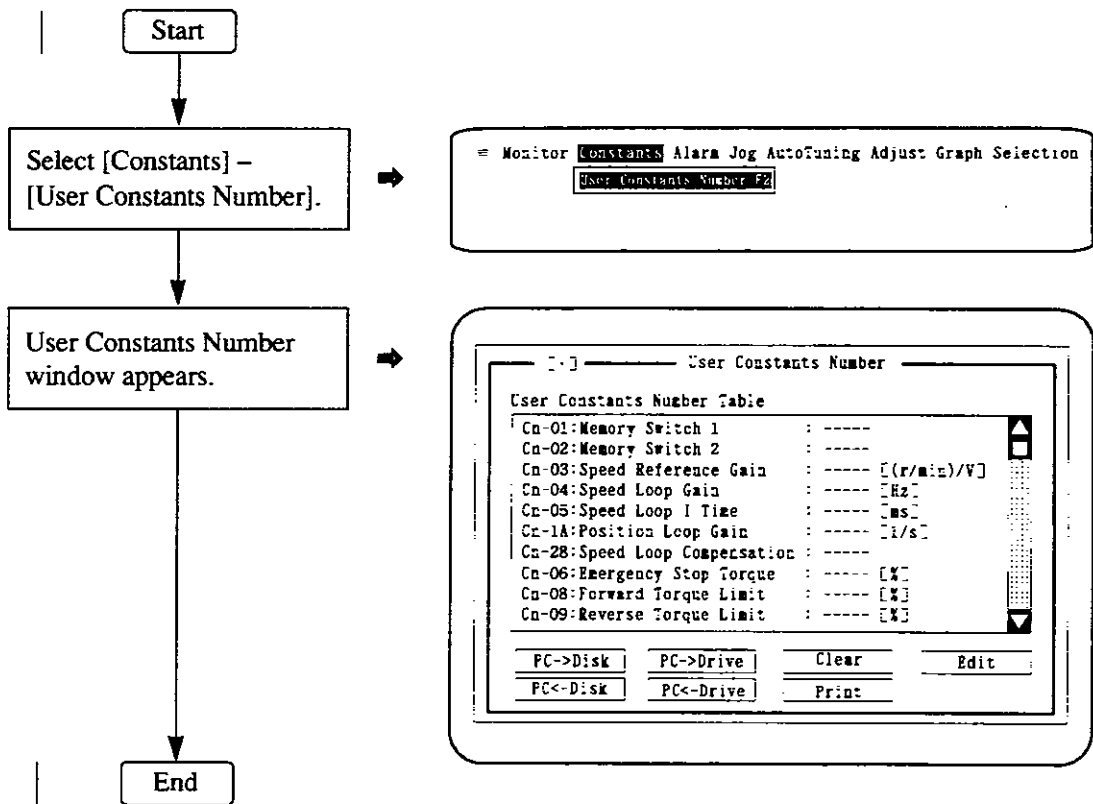 Start
Select [Constants] –
[User Constants Number].
≡ Monitor Constants Alarm Jog AutoTuning Adjust Graph Selection
User Constants Number F2
User Constants Number
window appears.
[·] User Constants Number
User Constants Number Table
Cn-01:Memory Switch 1 : -----
Cn-02:Memory Switch 2 : -----
Cn-03:Speed Reference Gain : ----- [(r/min)/V]
Cn-04:Speed Loop Gain : ----- [Hz]
Cn-05:Speed Loop I Time : ----- [ms]
Cn-1A:Position Loop Gain : ----- [1/s]
Cn-28:Speed Loop Compensation : -----
Cn-06:Emergency Stop Torque : ----- [%]
Cn-08:Forward Torque Limit : ----- [%]
Cn-09:Reverse Torque Limit : ----- [%]
PC->Disk PC->Drive Clear Edit
PC<-Disk PC<-Drive Print
End